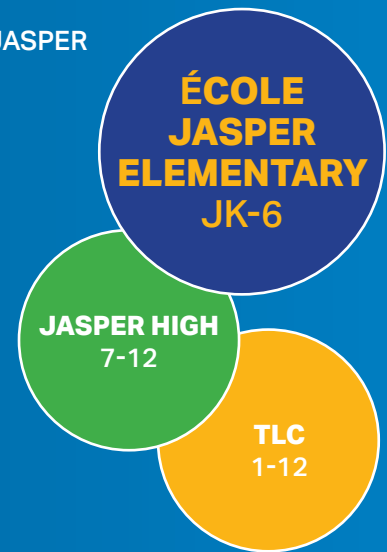 JASPER
ÉCOLE
JASPER
ELEMENTARY
JK-6
JASPER HIGH
7-12
TLC
1-12